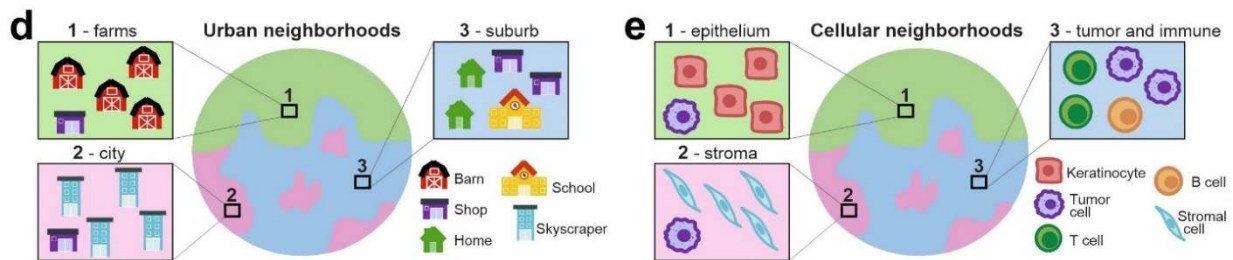 d
1 - farms
Urban neighborhoods
3 - suburb
1
2 - city
2
3
Barn
School
Shop
Skyscraper
Home
e
1 - epithelium
Cellular neighborhoods
3 - tumor and immune
1
2 - stroma
2
3
Keratinocyte
B cell
Tumor
cell
Stromal
cell
T cell